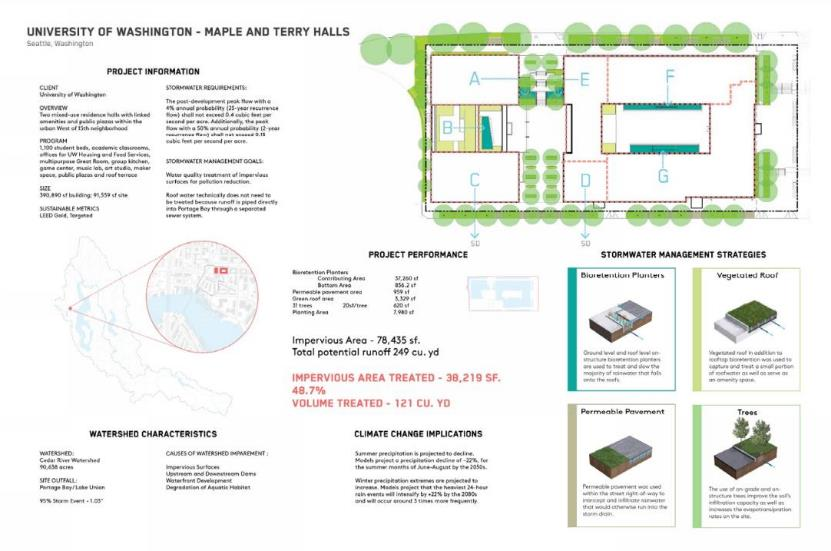 UNIVERSITY OF WASHINGTON - MAPLE AND TERRY HALLS
Seattle, Washington
PROJECT INFORMATION
CLIENT
University of Washington
OVERVIEW
Two mixed-use residence halls with linked
amenities and public plazas within the
urban West of 15th neighborhood
PROGRAM
1,100 student beds, academic classrooms,
offices for UW Housing and Food Services,
multipurpose Great Room, group kitchen,
game center, music lab, art studio, maker
space, public plazas and roof terrace
SIZE
390,890 sf building; 91,559 sf site
SUSTAINABLE METRICS
LEED Gold, Targeted
STORMWATER REQUIREMENTS:
The post-development peak flow with a
4% annual probability (25-year recurrence
flow) shall not exceed 0.4 cubic feet per
second per acre. Additionally, the peak
flow with a 50% annual probability (2-year
recurrence flow) shall not exceed 0.15
cubic feet per second per acre.
STORMWATER MANAGEMENT GOALS:
Water quality treatment of impervious
surfaces for pollution reduction.
Roof water technically does not need to
be treated because runoff is piped directly
into Portage Bay through a separated
sewer system.
A
E
F
B
C
D
G
SD
SD
PROJECT PERFORMANCE
Bioretention Planters
Contributing Area 37,260 sf
Bottom Area 856.2 sf
Permeable pavement area 959 sf
Green roof area 3,329 sf
31 trees 20sf/tree 620 sf
Planting Area 7,980 sf
Impervious Area - 78,435 sf.
Total potential runoff 249 cu. yd
IMPERVIOUS AREA TREATED - 38,219 SF.
48.7%
VOLUME TREATED - 121 CU. YD
STORMWATER MANAGEMENT STRATEGIES
Bioretention Planters
Ground level and roof level on-
structure bioretention planters
are used to treat and slow the
majority of rainwater that falls
onto the roofs.
Vegetated Roof
Vegetated roof in addition to
rooftop bioretention was used to
capture and treat a small portion
of roofwater as well as serve as
an amenity space.
Permeable Pavement
Permeable pavement was used
within the street right-of-way to
intercept and infiltrate rainwater
that would otherwise run into the
storm drain.
Trees
The use of on-grade and on-
structure trees improve the soil's
infiltration capacity as well as
increases the evapotranspiration
rates on the site.
WATERSHED CHARACTERISTICS
WATERSHED:
Cedar River Watershed
90,638 acres
SITE OUTFALL:
Portage Bay/Lake Union
95% Storm Event - 1.03"
CAUSES OF WATERSHED IMPAREMENT :
Impervious Surfaces
Upstream and Downstream Dams
Waterfront Development
Degradation of Aquatic Habitat
CLIMATE CHANGE IMPLICATIONS
Summer precipitation is projected to decline.
Models project a precipitation decline of -22%, for
the summer months of June-August by the 2050s.
Winter precipitation extremes are projected to
increase. Models project that the heaviest 24-hour
rain events will intensify by +22% by the 2080s
and will occur around 3 times more frequently.